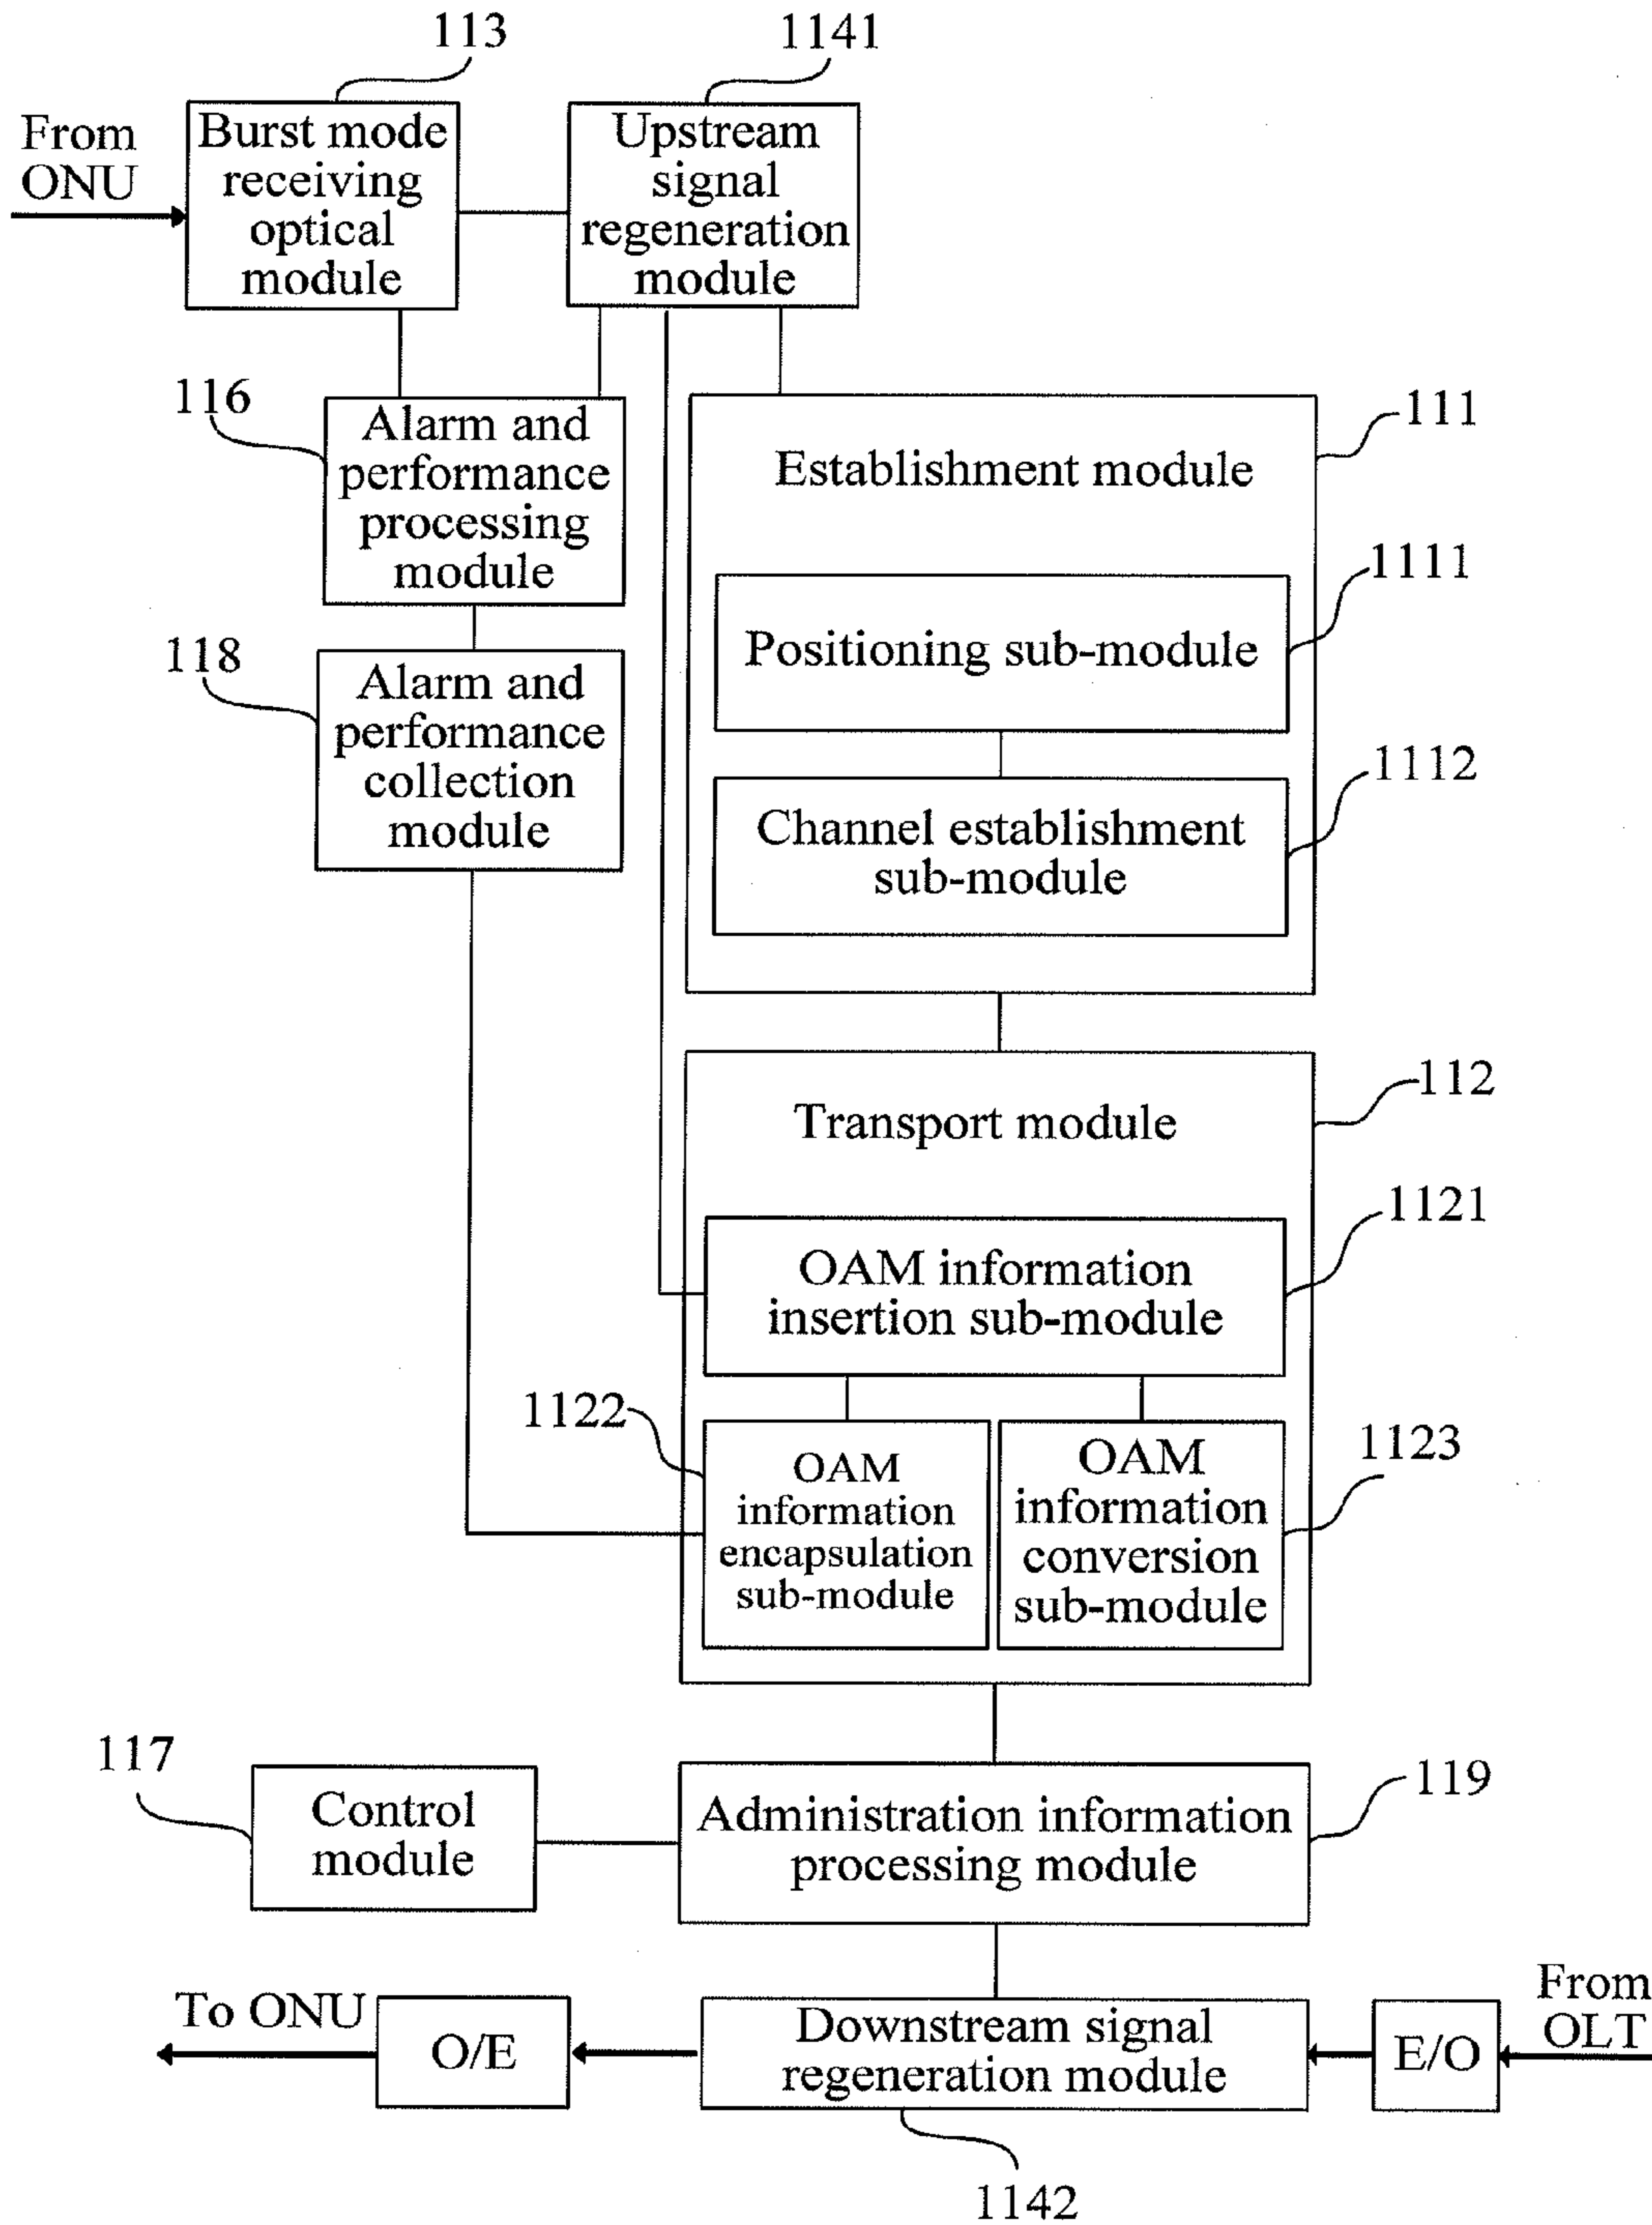 113
1141
From
ONU
Burst mode
receiving
optical
module
Upstream
signal
regeneration
module
116
Alarm and
performance
processing
module
111
Establishment module
1111
Positioning sub-module
118
Alarm and
performance
collection
module
1112
Channel establishment
sub-module
112
Transport module
1121
OAM information
insertion sub-module
1122
OAM
information
encapsulation
sub-module
1123
OAM
information
conversion
sub-module
117
Control
module
119
Administration information
processing module
To ONU
O/E
Downstream signal
regeneration module
E/O
From
OLT
1142